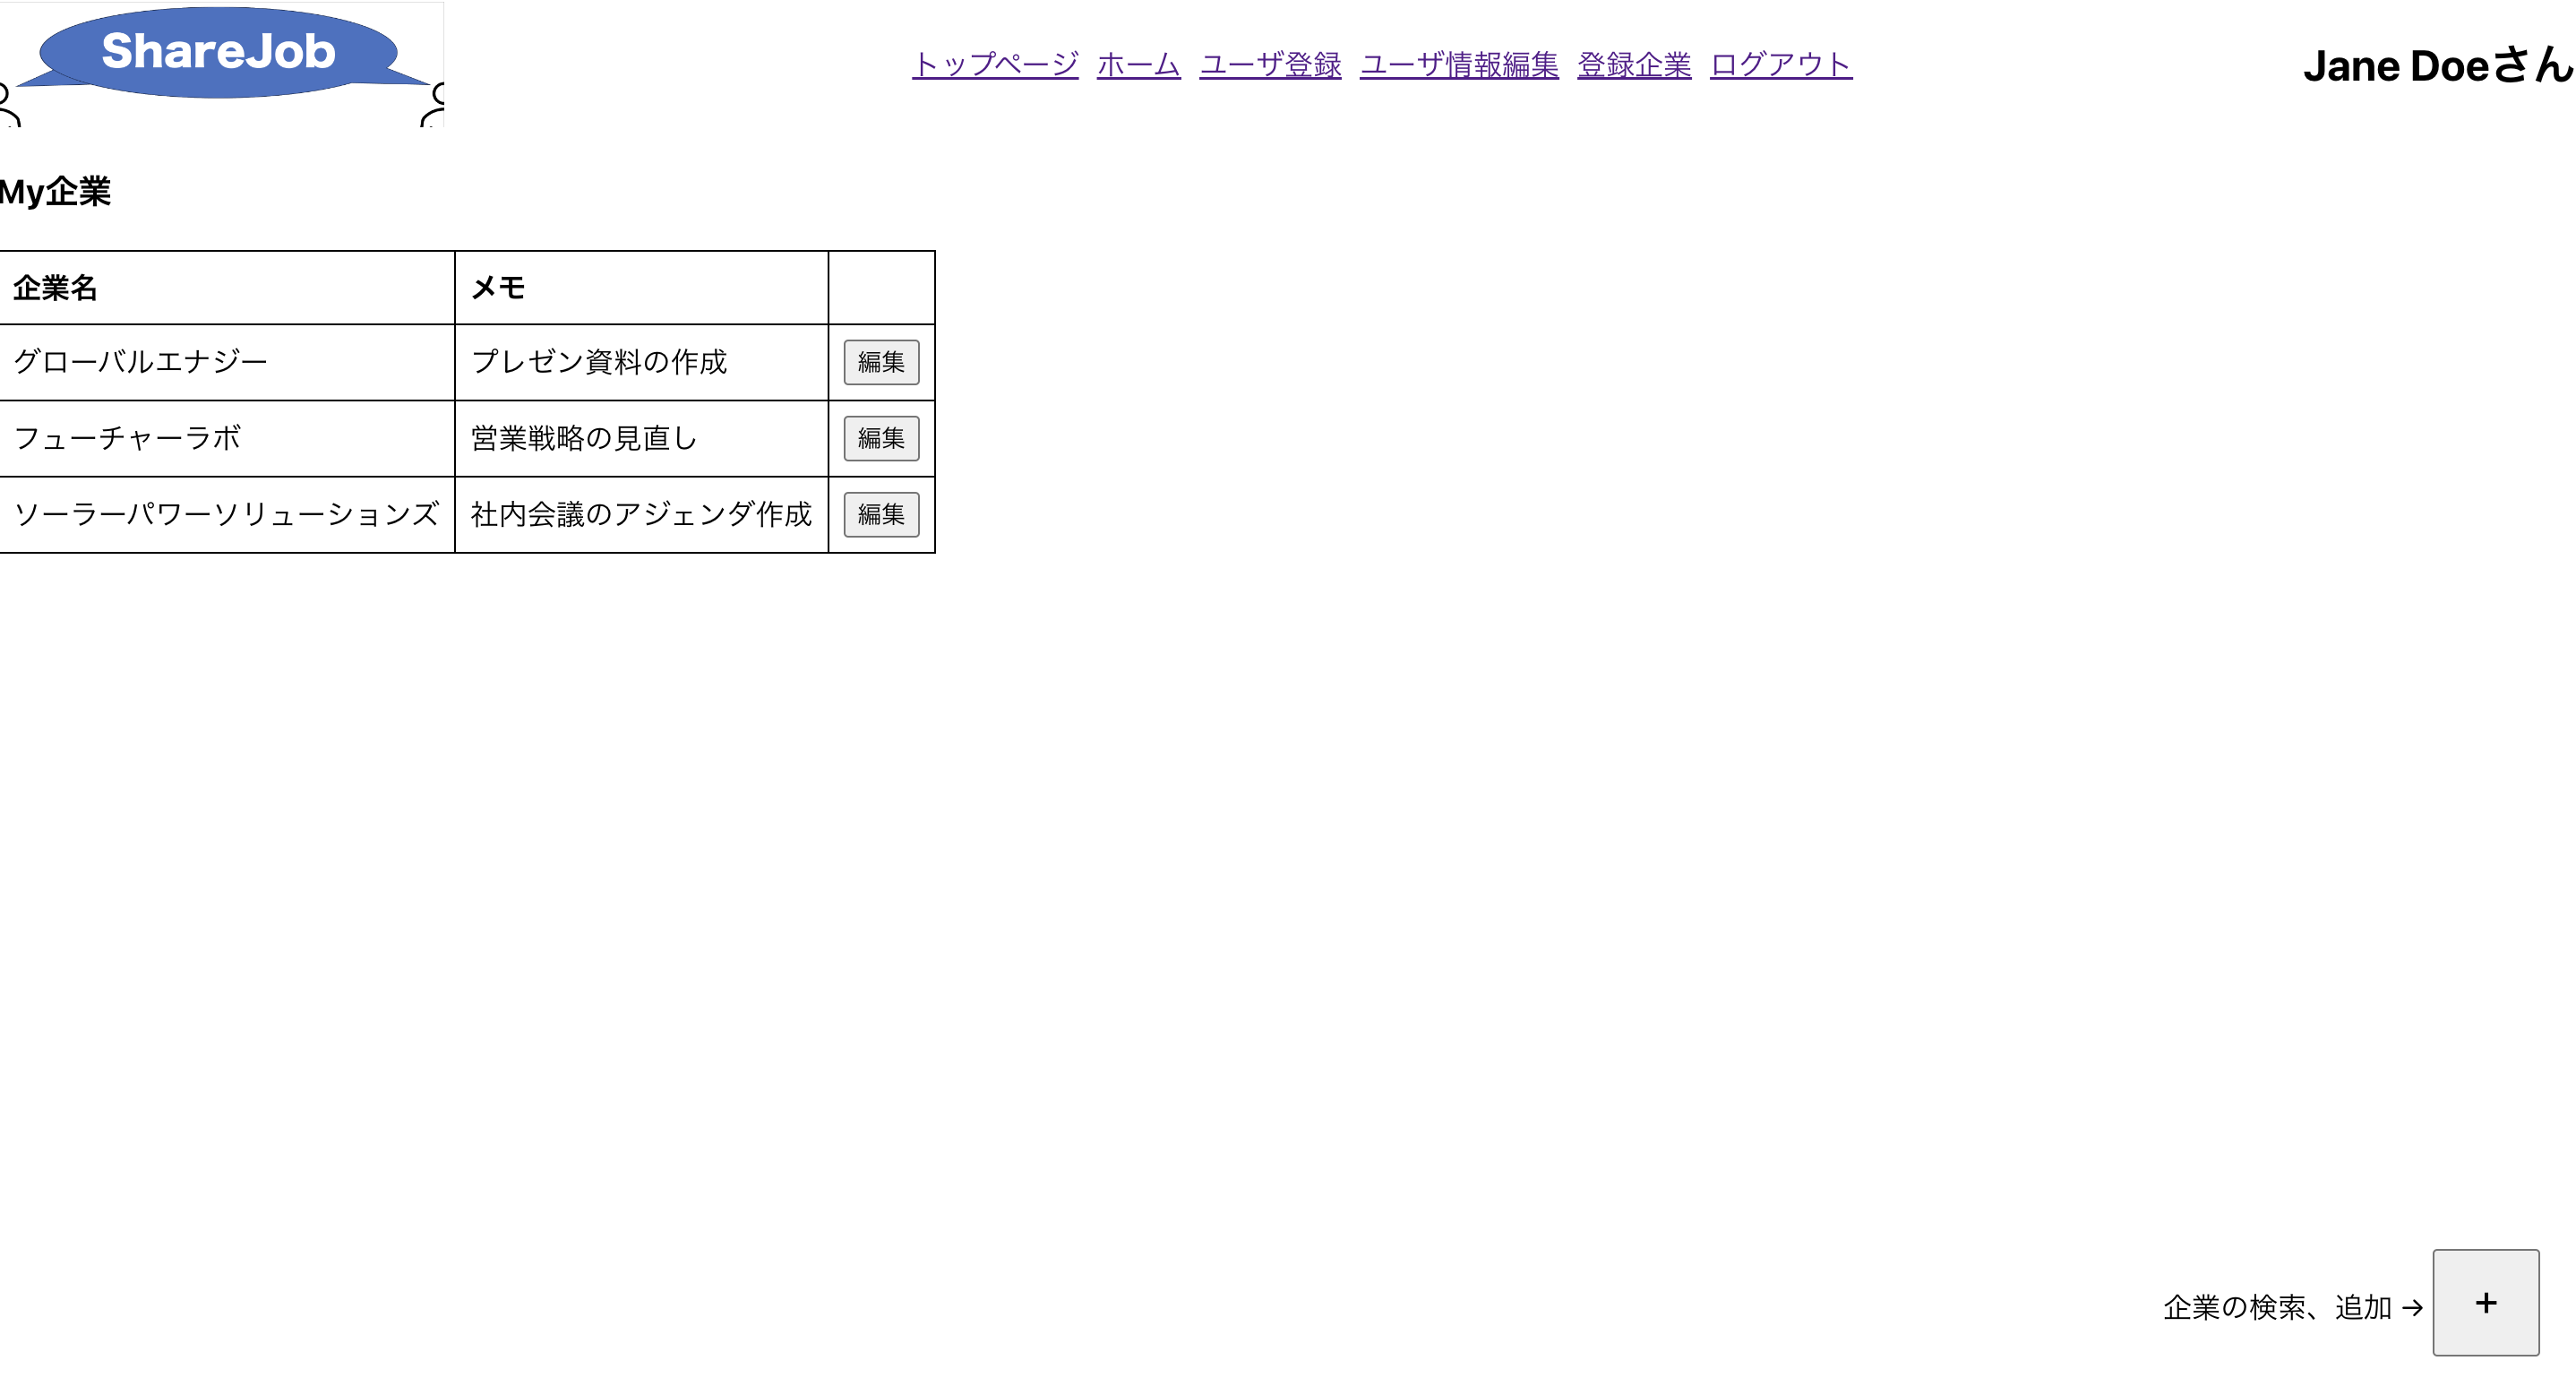 ShareJob
トップページ ホーム ユーザ登録 ユーザ情報編集 登録企業 ログアウト
Jane Doeさん
My企業
企業名 メモ
グローバルエナジー プレゼン資料の作成 編集
フューチャーラボ 営業戦略の見直し 編集
ソーラーパワーソリューションズ 社内会議のアジェンダ作成 編集
企業の検索、追加 → +